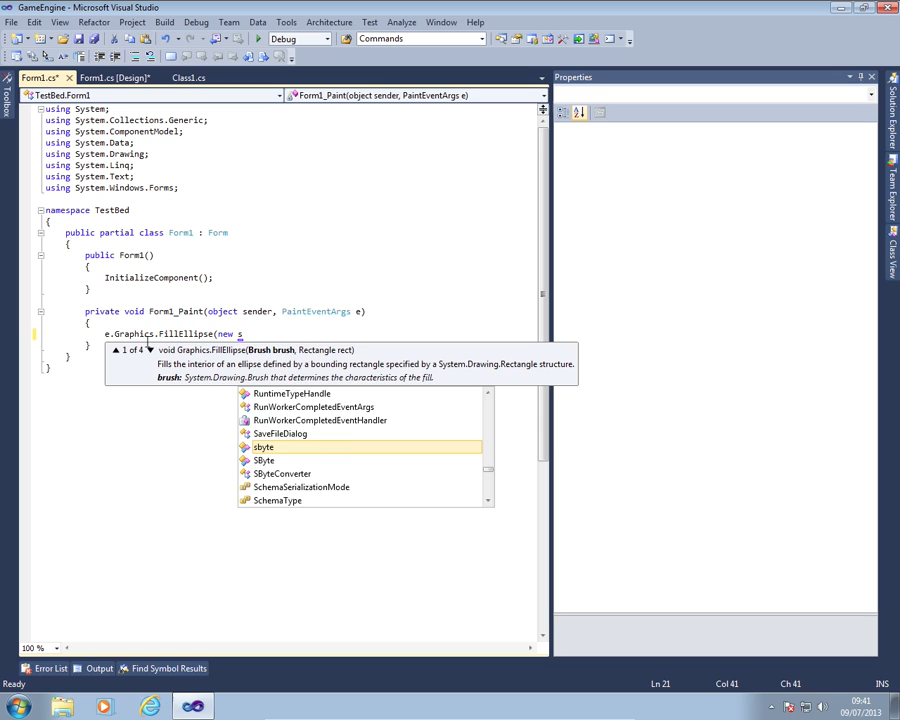 GameEngine - Microsoft Visual Studio
File Edit View Refactor Project Build Debug Team Data Tools Architecture Test Analyze Window Help
Debug Commands
Form1.cs* Form1.cs [Design]* Class1.cs
TestBed.Form1 Form1_Paint(object sender, PaintEventArgs e)
using System;
using System.Collections.Generic;
using System.ComponentModel;
using System.Data;
using System.Drawing;
using System.Linq;
using System.Text;
using System.Windows.Forms;
namespace TestBed
{
public partial class Form1 : Form
{
public Form1()
{
InitializeComponent();
}
private void Form1_Paint(object sender, PaintEventArgs e)
{
e.Graphics.FillEllipse(new s
}
}
}
1 of 4 void Graphics.FillEllipse(Brush brush, Rectangle rect)
Fills the interior of an ellipse defined by a bounding rectangle specified by a System.Drawing.Rectangle structure.
brush: System.Drawing.Brush that determines the characteristics of the fill.
RuntimeTypeHandle
RunWorkerCompletedEventArgs
RunWorkerCompletedEventHandler
SaveFileDialog
sbyte
SByte
SByteConverter
SchemaSerializationMode
SchemaType
100 %
Toolbox
Properties
Solution Explorer
Team Explorer
Class View
Error List Output Find Symbol Results
Ready Ln 21 Col 41 Ch 41 INS
09:41
09/07/2013